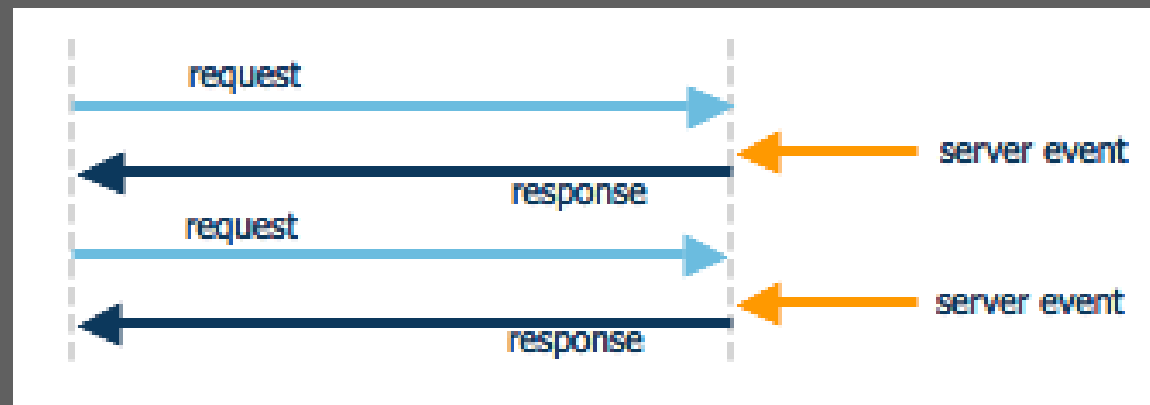 request
server event
response
request
server event
response